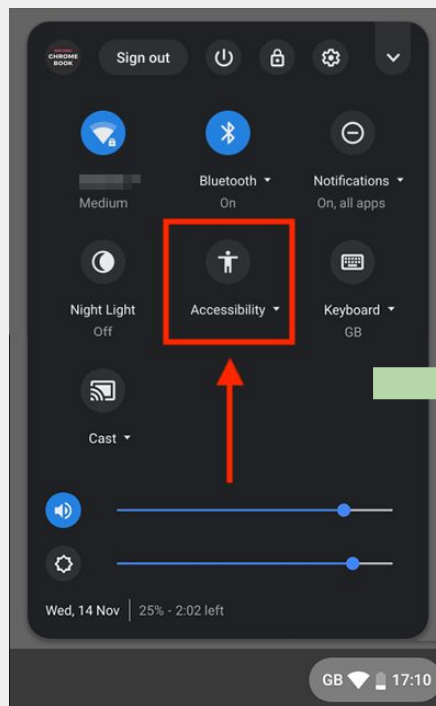 CHROME
BOOK
Sign out
Bluetooth
Notifications
Medium
On
On, all apps
Night Light
Accessibility
Keyboard
Off
GB
Cast
Wed, 14 Nov
25% - 2:02 left
GB
17:10